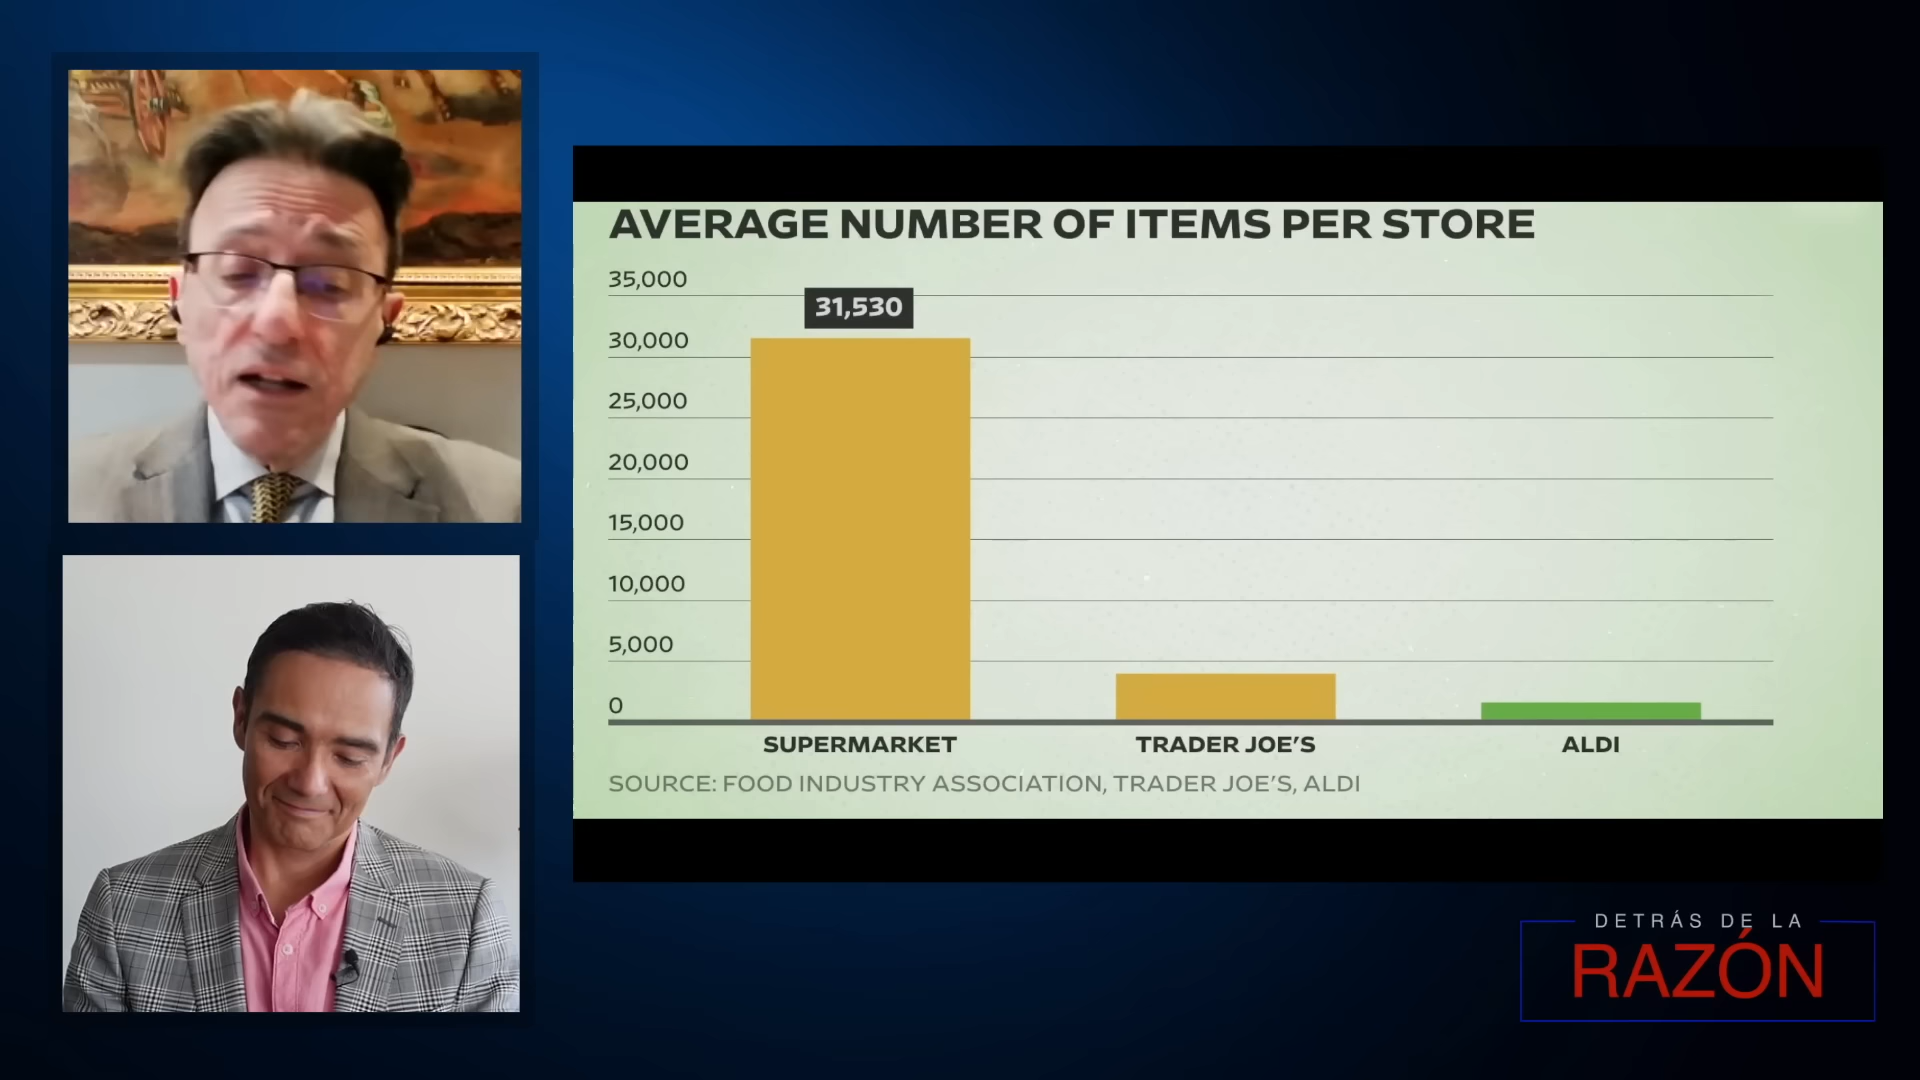 AVERAGE NUMBER OF ITEMS PER STORE
35,000
31,530
30,000
25,000
20,000
15,000
10,000
5,000
0
SUPERMARKET TRADER JOE'S ALDI
SOURCE: FOOD INDUSTRY ASSOCIATION, TRADER JOE'S, ALDI
DETRÁS DE LA
RAZÓN